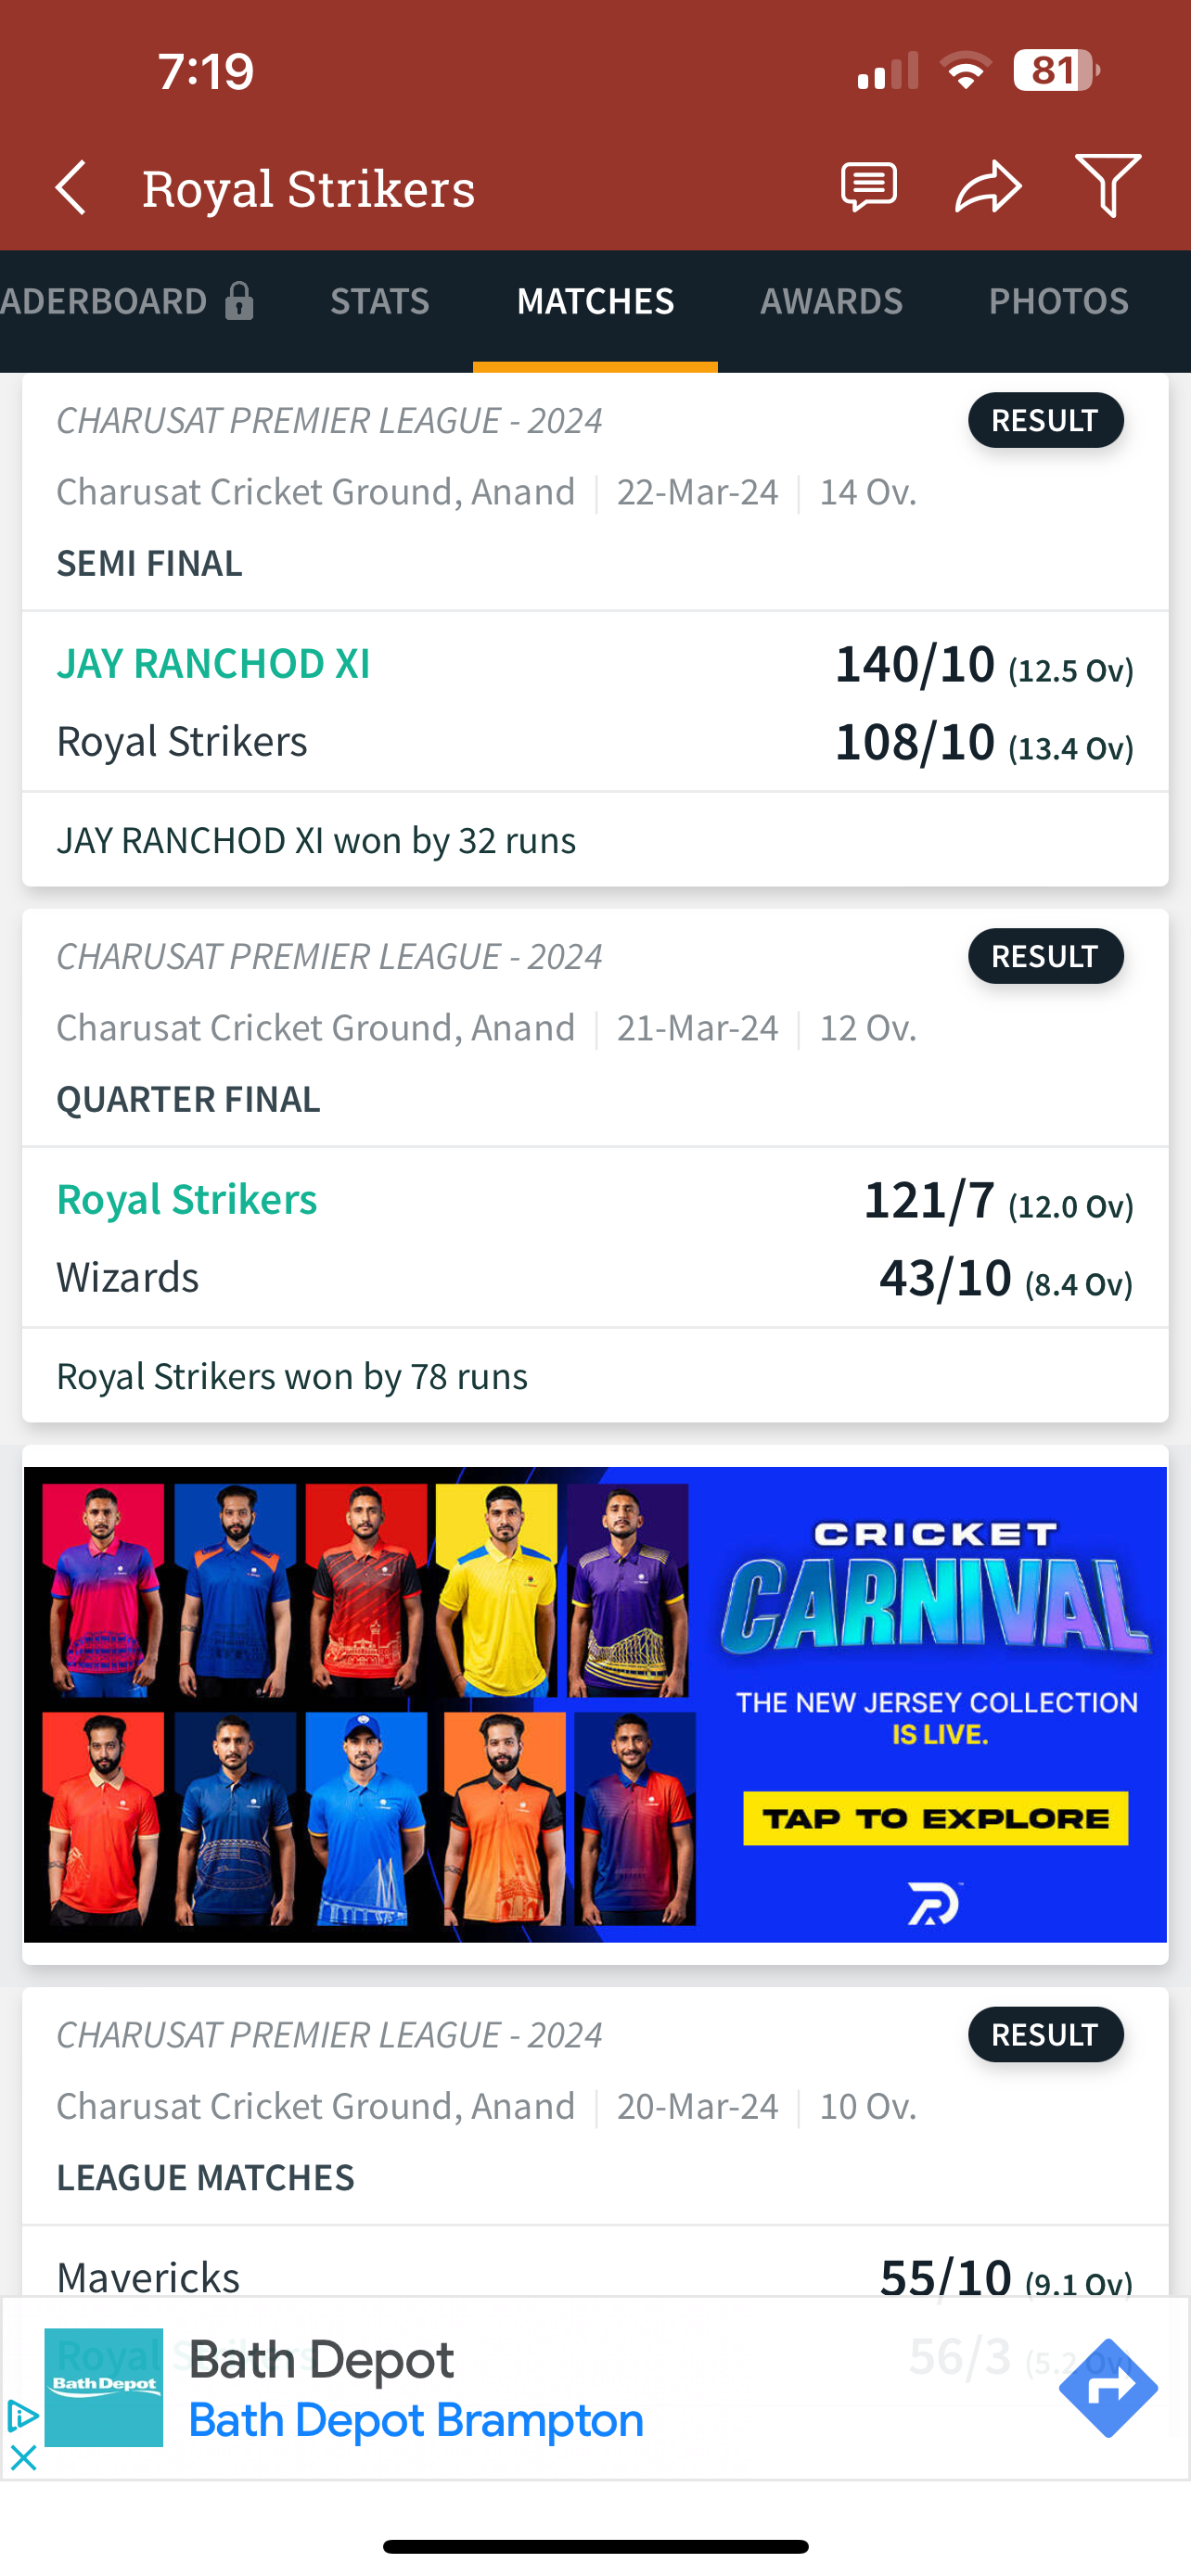 7:19
81
Royal Strikers
ADERBOARD STATS MATCHES AWARDS PHOTOS
CHARUSAT PREMIER LEAGUE - 2024 RESULT
Charusat Cricket Ground, Anand | 22-Mar-24 | 14 Ov.
SEMI FINAL
JAY RANCHOD XI 140/10 (12.5 Ov)
Royal Strikers 108/10 (13.4 Ov)
JAY RANCHOD XI won by 32 runs
CHARUSAT PREMIER LEAGUE - 2024 RESULT
Charusat Cricket Ground, Anand | 21-Mar-24 | 12 Ov.
QUARTER FINAL
Royal Strikers 121/7 (12.0 Ov)
Wizards 43/10 (8.4 Ov)
Royal Strikers won by 78 runs
CRICKET
CARNIVAL
THE NEW JERSEY COLLECTION
IS LIVE.
TAP TO EXPLORE
CHARUSAT PREMIER LEAGUE - 2024 RESULT
Charusat Cricket Ground, Anand | 20-Mar-24 | 10 Ov.
LEAGUE MATCHES
Mavericks 55/10 (9.1 Ov)
Royal Strikers 56/3 (5.2 Ov)
Bath Depot
Bath Depot
Bath Depot Brampton